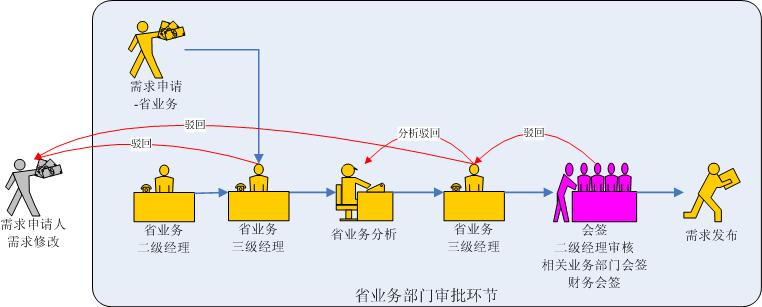 需求申请
-省业务
驳回
驳回
分析驳回
驳回
需求申请人
需求修改
省业务
二级经理
省业务
三级经理
省业务分析
省业务
三级经理
会签
二级经理审核
相关业务部门会签
财务会签
需求发布
省业务部门审批环节